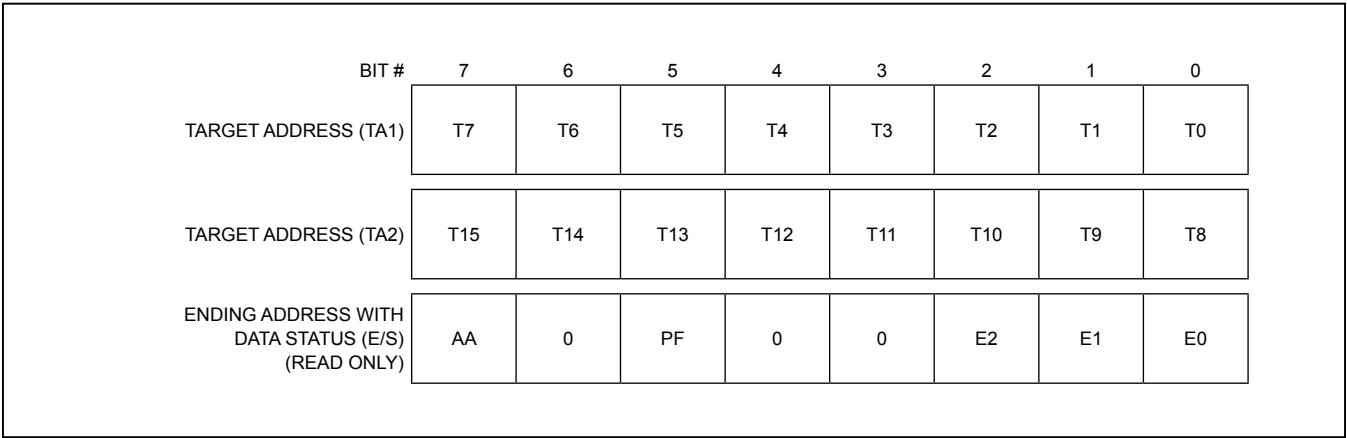 BIT # 7 6 5 4 3 2 1 0
TARGET ADDRESS (TA1) T7 T6 T5 T4 T3 T2 T1 T0
TARGET ADDRESS (TA2) T15 T14 T13 T12 T11 T10 T9 T8
ENDING ADDRESS WITH
DATA STATUS (E/S) AA 0 PF 0 0 E2 E1 E0
(READ ONLY)